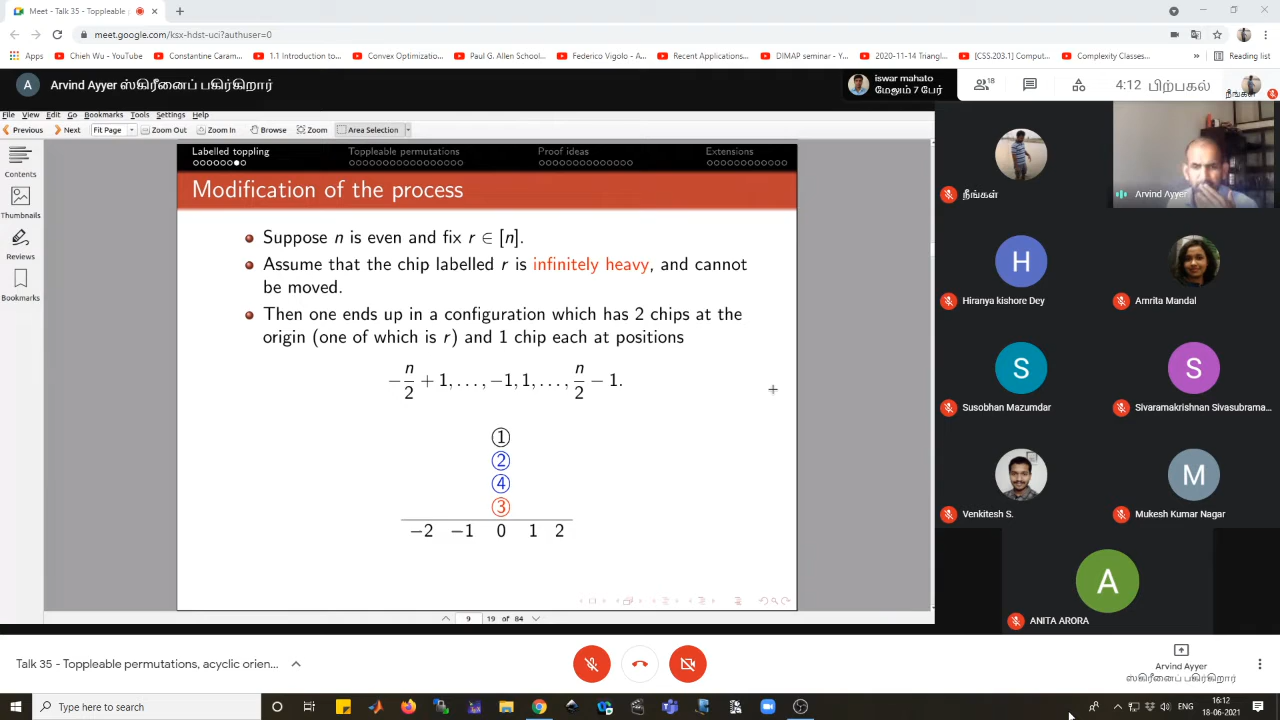 Meet - Talk 35 - Toppleable p
meet.google.com/ksx-hdst-uci?authuser=0
Apps Chieh Wu - YouTube Constantine Caram... 1.1 Introduction to... Convex Optimizatio... Paul G. Allen School... Federico Vigolo - A... Recent Applications... DIMAP seminar - Y... 2020-11-14 Triangl... [CSS.203.1] Comput... Complexity Classes... » Reading list
A Arvind Ayyer ஸ்கிரீனைப் பகிர்கிறார்
iswar mahato
மேலும் 7 பேர்
18
4:12 பிற்பகல்
நீங்கள்
File View Edit Go Bookmarks Tools Settings Help
Previous Next Fit Page Zoom Out Zoom In Browse Zoom Area Selection
Contents
Thumbnails
Reviews
Bookmarks
Labelled toppling Toppleable permutations Proof ideas Extensions
Modification of the process
Suppose n is even and fix r ∈ [n].
Assume that the chip labelled r is infinitely heavy, and cannot
be moved.
Then one ends up in a configuration which has 2 chips at the
origin (one of which is r) and 1 chip each at positions
−n/2 + 1, . . . , −1, 1, . . . , n/2 − 1.
1
2
4
3
−2 −1 0 1 2
9 19 of 84
நீங்கள்
Arvind Ayyer
H
Hiranya kishore Dey
Amrita Mandal
S
Susobhan Mazumdar
S
Sivaramakrishnan Sivasubrama...
Venkitesh S.
M
Mukesh Kumar Nagar
A
ANITA ARORA
Talk 35 - Toppleable permutations, acyclic orien...
Arvind Ayyer
ஸ்கிரீனைப் பகிர்கிறார்
Type here to search
ENG
16:12
18-06-2021